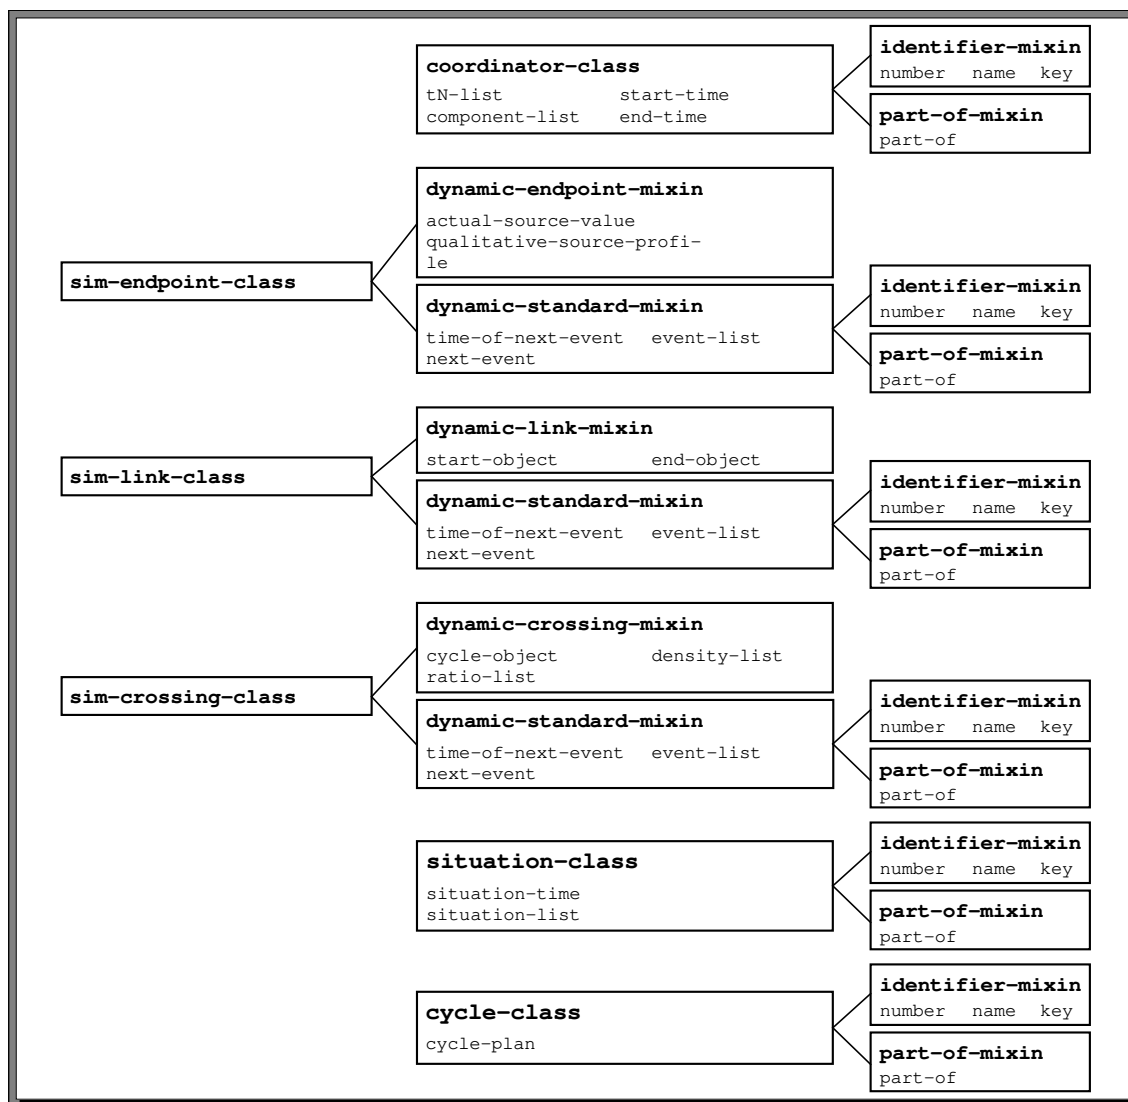 coordinator-class
tN-list start-time
component-list end-time
identifier-mixin
number name key
part-of-mixin
part-of
sim-endpoint-class
dynamic-endpoint-mixin
actual-source-value
qualitative-source-profi-
le
dynamic-standard-mixin
time-of-next-event event-list
next-event
identifier-mixin
number name key
part-of-mixin
part-of
sim-link-class
dynamic-link-mixin
start-object end-object
dynamic-standard-mixin
time-of-next-event event-list
next-event
identifier-mixin
number name key
part-of-mixin
part-of
sim-crossing-class
dynamic-crossing-mixin
cycle-object density-list
ratio-list
dynamic-standard-mixin
time-of-next-event event-list
next-event
identifier-mixin
number name key
part-of-mixin
part-of
situation-class
situation-time
situation-list
identifier-mixin
number name key
part-of-mixin
part-of
cycle-class
cycle-plan
identifier-mixin
number name key
part-of-mixin
part-of